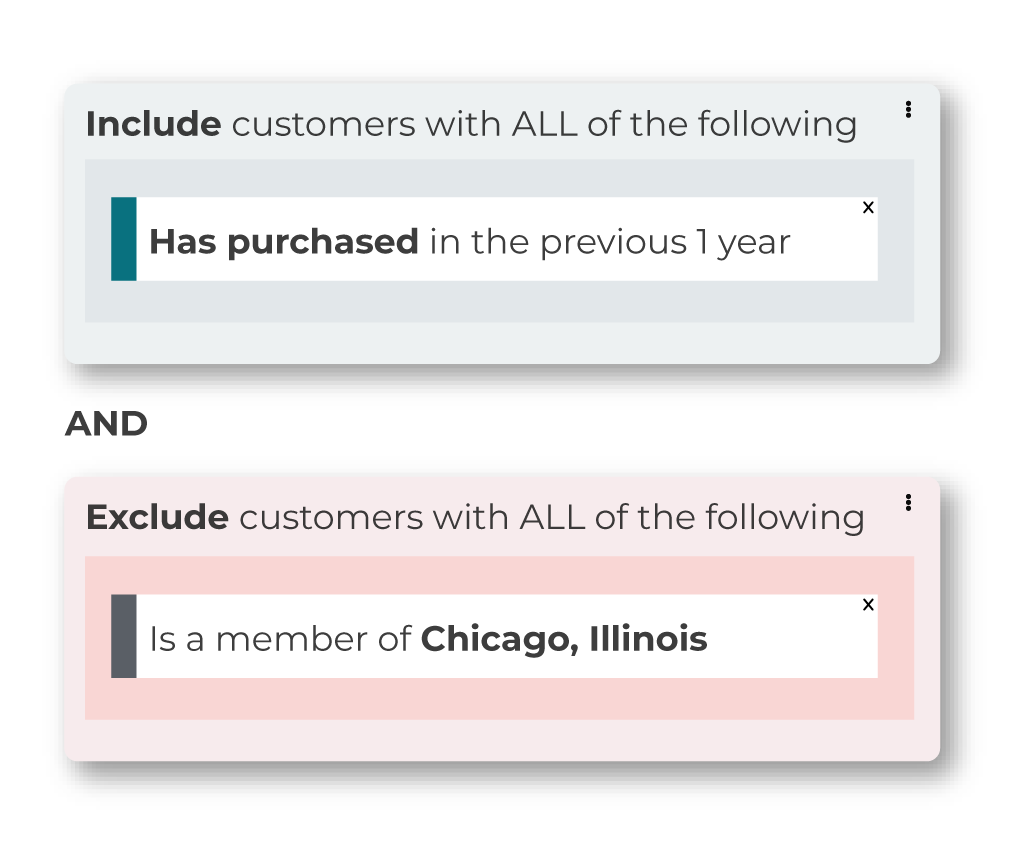 Include customers with ALL of the following
x
Has purchased in the previous 1 year
AND
Exclude customers with ALL of the following
x
Is a member of Chicago, Illinois